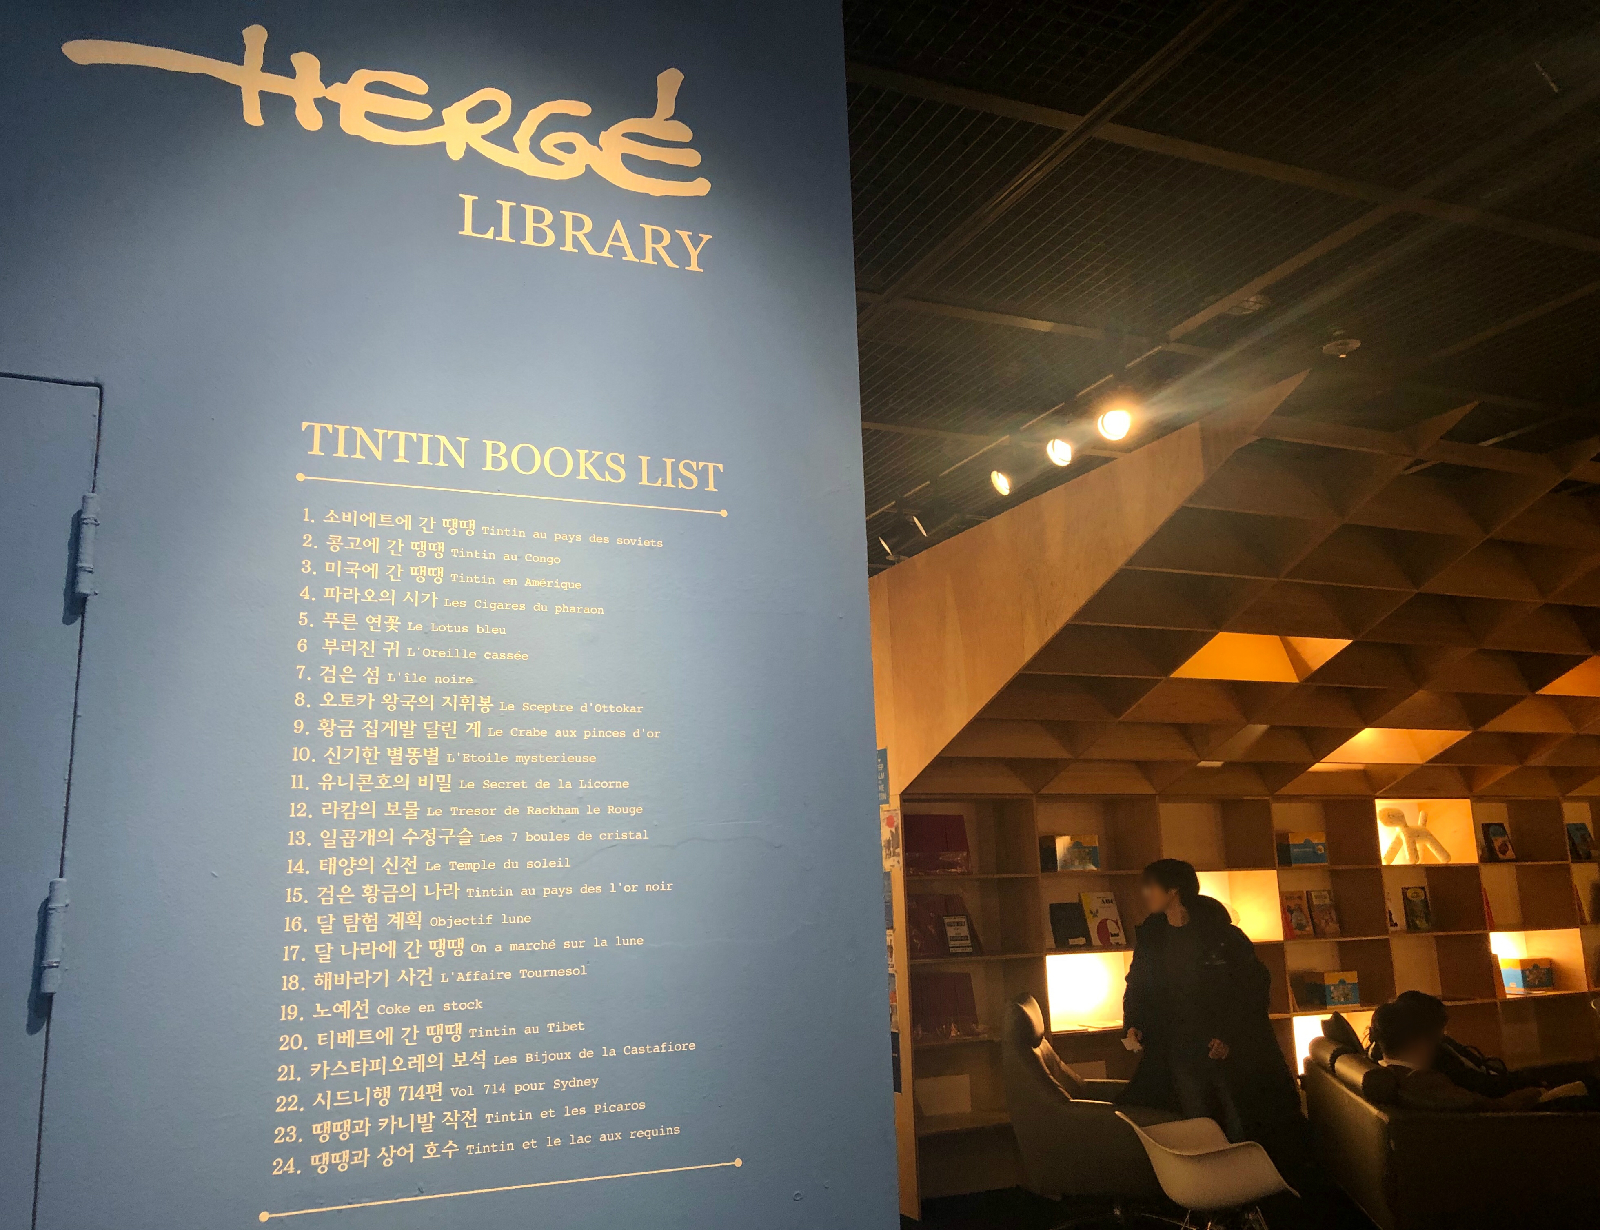 HERGÉ
LIBRARY
TINTIN BOOKS LIST
1. 소비에트에 간 땡땡 Tintin au pays des soviets
2. 콩고에 간 땡땡 Tintin au Congo
3. 미국에 간 땡땡 Tintin en Amérique
4. 파라오의 시가 Les Cigares du pharaon
5. 푸른 연꽃 Le Lotus bleu
6 부러진 귀 L'Oreille cassée
7. 검은 섬 L'île noire
8. 오토카 왕국의 지휘봉 Le Sceptre d'Ottokar
9. 황금 집게발 달린 게 Le Crabe aux pinces d'or
10. 신기한 별똥별 L'Etoile mysterieuse
11. 유니콘호의 비밀 Le Secret de la Licorne
12. 라캄의 보물 Le Tresor de Rackham le Rouge
13. 일곱개의 수정구슬 Les 7 boules de cristal
14. 태양의 신전 Le Temple du soleil
15. 검은 황금의 나라 Tintin au pays des l'or noir
16. 달 탐험 계획 Objectif lune
17. 달 나라에 간 땡땡 On a marché sur la lune
18. 해바라기 사건 L'Affaire Tournesol
19. 노예선 Coke en stock
20. 티베트에 간 땡땡 Tintin au Tibet
21. 카스타피오레의 보석 Les Bijoux de la Castafiore
22. 시드니행 714편 Vol 714 pour Sydney
23. 땡땡과 카니발 작전 Tintin et les Picaros
24. 땡땡과 상어 호수 Tintin et le lac aux requins